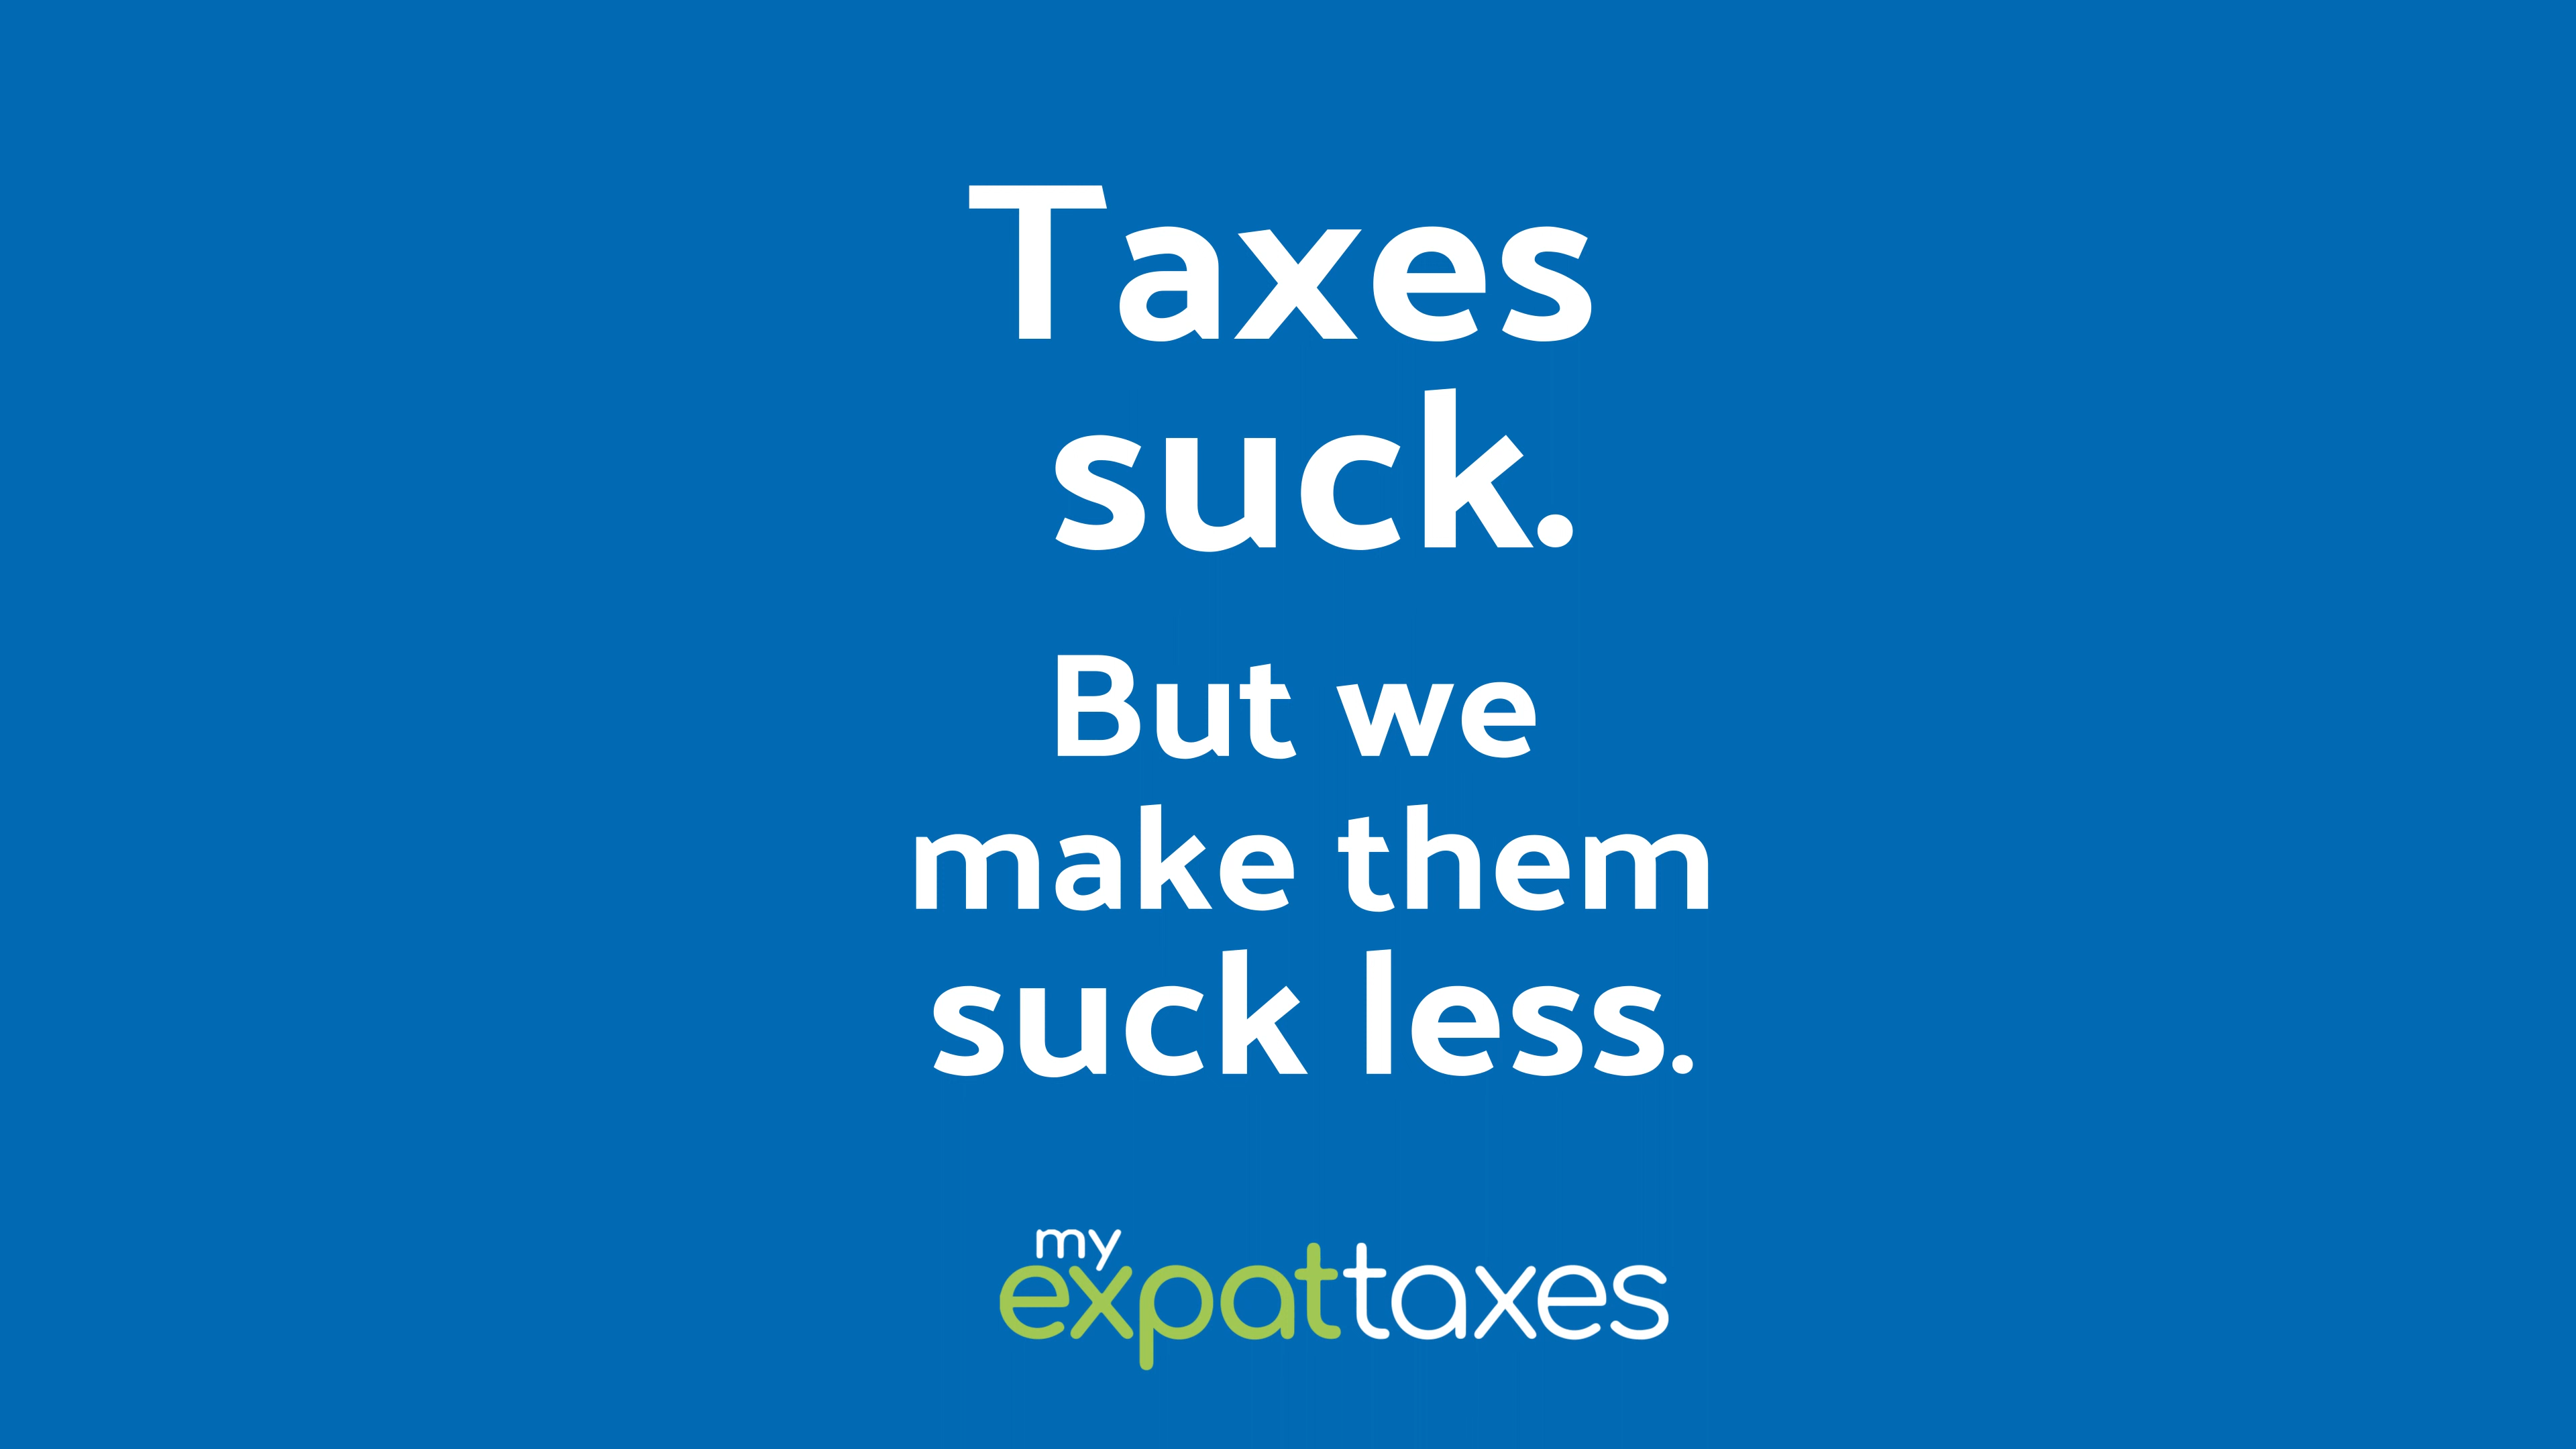 Taxes
suck.
But we
make them
suck less.
my
expattaxes